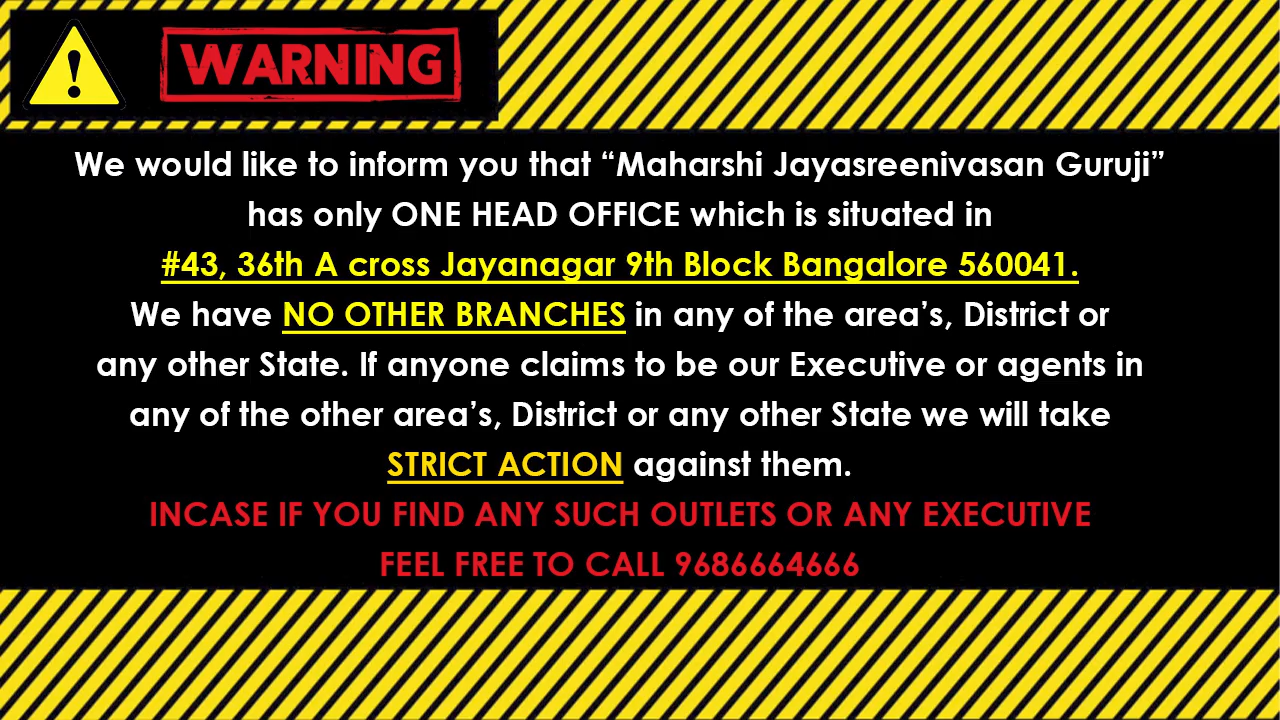 WARNING
We would like to inform you that “Maharshi Jayasreenivasan Guruji”
has only ONE HEAD OFFICE which is situated in
#43, 36th A cross Jayanagar 9th Block Bangalore 560041.
We have NO OTHER BRANCHES in any of the area’s, District or
any other State. If anyone claims to be our Executive or agents in
any of the other area’s, District or any other State we will take
STRICT ACTION against them.
INCASE IF YOU FIND ANY SUCH OUTLETS OR ANY EXECUTIVE
FEEL FREE TO CALL 9686664666